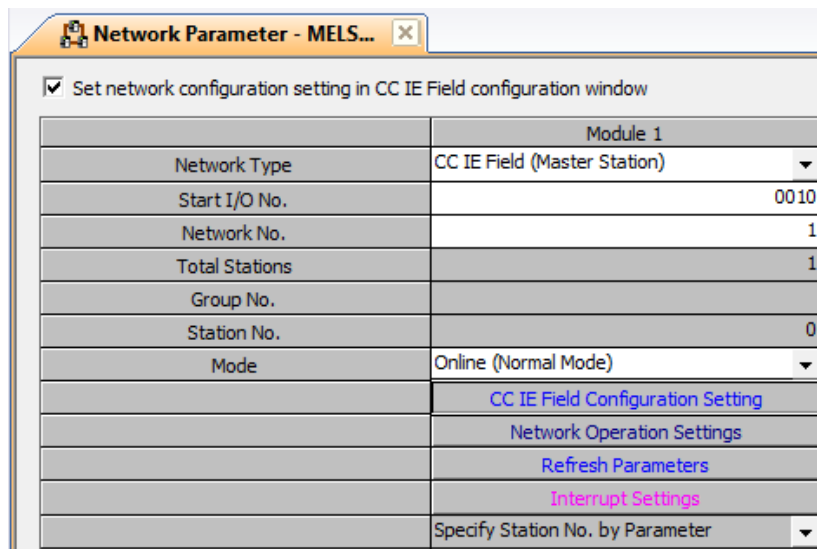 Network Parameter - MELS...
Set network configuration setting in CC IE Field configuration window
Module 1
Network Type CC IE Field (Master Station)
Start I/O No. 0010
Network No. 1
Total Stations 1
Group No.
Station No. 0
Mode Online (Normal Mode)
CC IE Field Configuration Setting
Network Operation Settings
Refresh Parameters
Interrupt Settings
Specify Station No. by Parameter